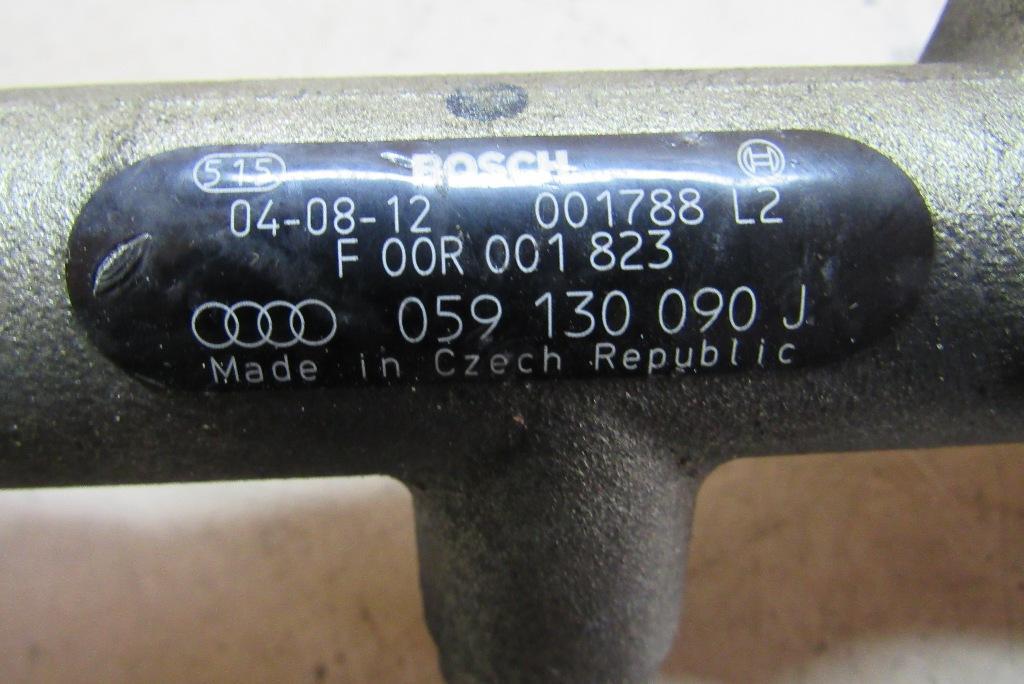 515 BOSCH
04-08-12 001788 L2
F 00R 001 823
059 130 090 J
Made in Czech Republic